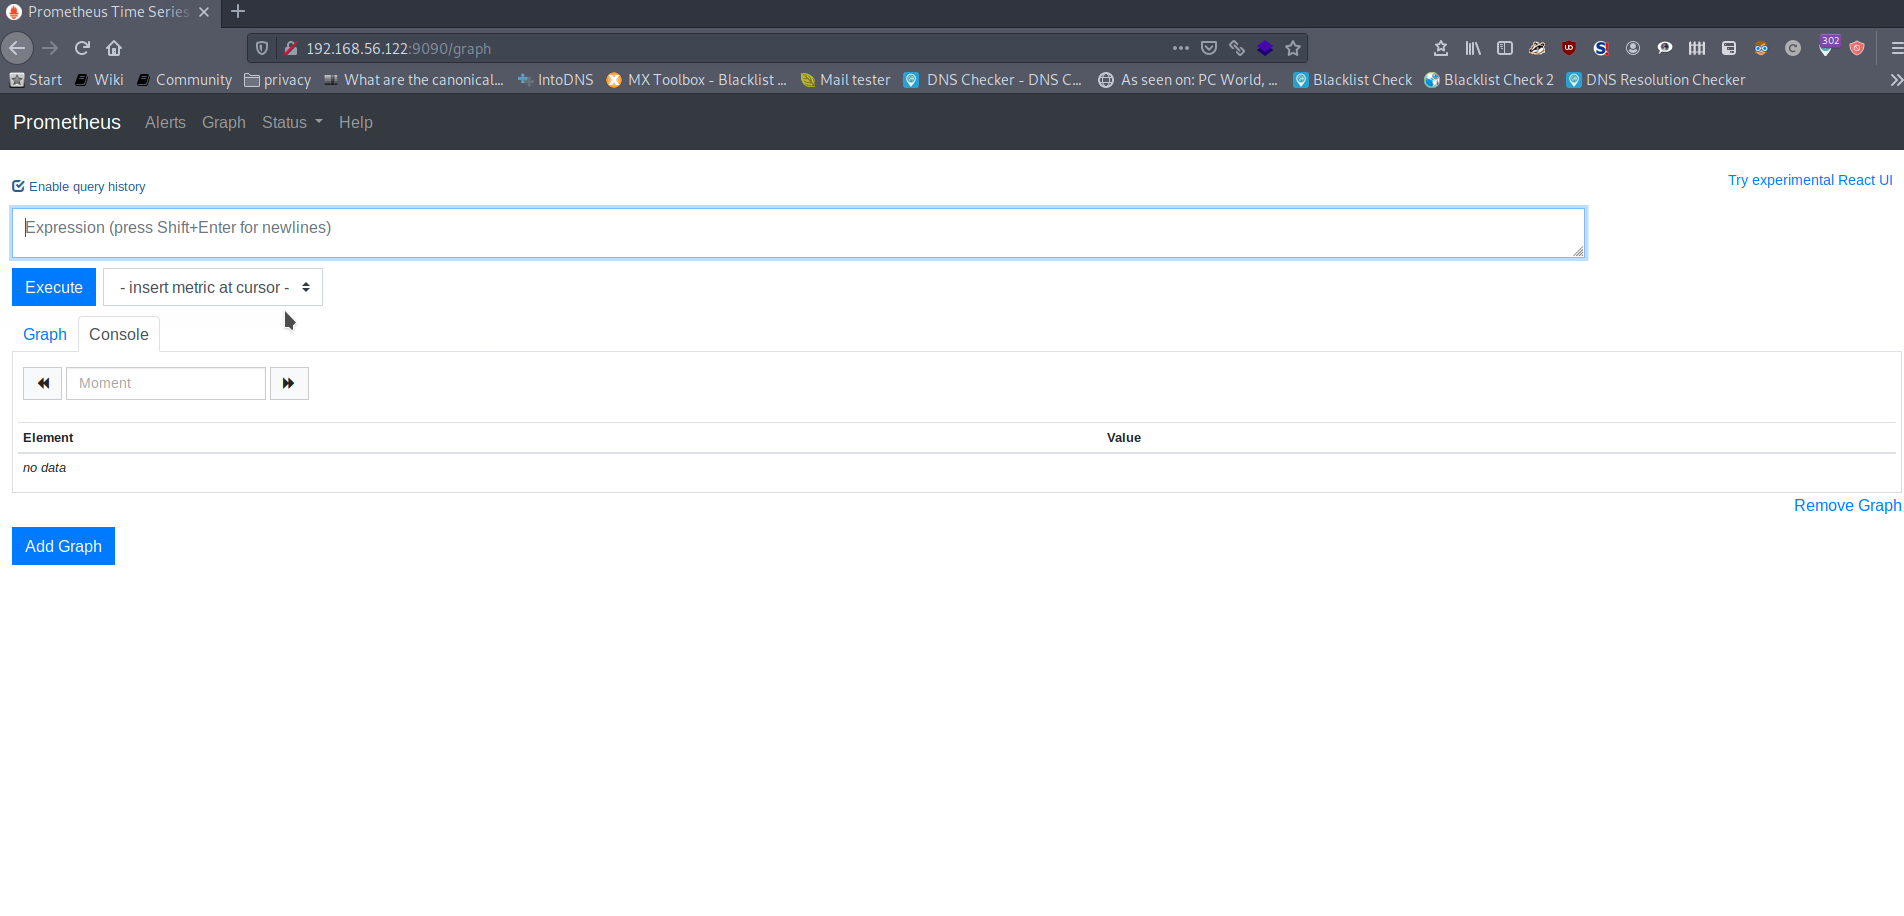 Prometheus Time Series
192.168.56.122:9090/graph
302
Start Wiki Community privacy What are the canonical... IntoDNS MX Toolbox - Blacklist ... Mail tester DNS Checker - DNS C... As seen on: PC World, ... Blacklist Check Blacklist Check 2 DNS Resolution Checker
Prometheus Alerts Graph Status Help
Enable query history
Try experimental React UI
Expression (press Shift+Enter for newlines)
Execute - insert metric at cursor -
Graph Console
Moment
Element Value
no data
Remove Graph
Add Graph